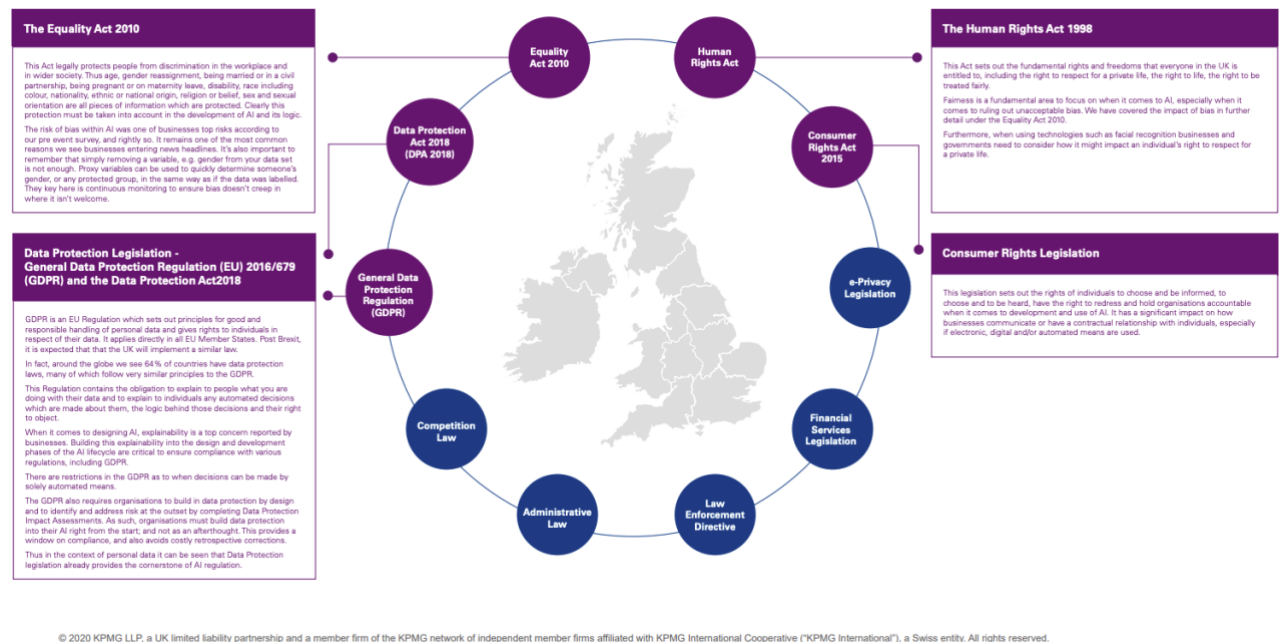 The Equality Act 2010
This Act legally protects people from discrimination in the workplace and
in wider society. Thus age, gender reassignment, being married or in a civil
partnership, being pregnant or on maternity leave, disability, race including
colour, nationality, ethnic or national origin, religion or belief, sex and sexual
orientation are all pieces of information which are protected. Clearly this
protection must be taken into account in the development of AI and its logic.
The risk of bias within AI was one of businesses top risks according to
our pre event survey, and rightly so. It remains one of the most common
reasons we see businesses entering news headlines. It's also important to
remember that simply removing a variable, e.g. gender from your data set
is not enough. Proxy variables can be used to quickly determine someone's
gender, or any protected group, in the same way as if the data was labelled.
They key here is continuous monitoring to ensure bias doesn't creep in
where it isn't welcome.
Data Protection Legislation -
General Data Protection Regulation (EU) 2016/679
(GDPR) and the Data Protection Act2018
GDPR is an EU Regulation which sets out principles for good and
responsible handling of personal data and gives rights to individuals in
respect of their data. It applies directly in all EU Member States. Post Brexit,
it is expected that that the UK will implement a similar law.
In fact, around the globe we see 64% of countries have data protection
laws, many of which follow very similar principles to the GDPR.
This Regulation contains the obligation to explain to people what you are
doing with their data and to explain to individuals any automated decisions
which are made about them, the logic behind those decisions and their right
to object.
When it comes to designing AI, explainability is a top concern reported by
businesses. Building this explainability into the design and development
phases of the AI lifecycle are critical to ensure compliance with various
regulations, including GDPR.
There are restrictions in the GDPR as to when decisions can be made by
solely automated means.
The GDPR also requires organisations to build in data protection by design
and to identify and address risk at the outset by completing Data Protection
Impact Assessments. As such, organisations must build data protection
into their AI right from the start; and not as an afterthought. This provides a
window on compliance, and also avoids costly retrospective corrections.
Thus in the context of personal data it can be seen that Data Protection
legislation already provides the cornerstone of AI regulation.
Equality
Act 2010
Human
Rights Act
Data Protection
Act 2018
(DPA 2018)
Consumer
Rights Act
2015
General Data
Protection
Regulation
(GDPR)
e-Privacy
Legislation
Competition
Law
Financial
Services
Legislation
Administrative
Law
Law
Enforcement
Directive
The Human Rights Act 1998
This Act sets out the fundamental rights and freedoms that everyone in the UK is
entitled to, including the right to respect for a private life, the right to life, the right to be
treated fairly.
Fairness is a fundamental area to focus on when it comes to AI, especially when it
comes to ruling out unacceptable bias. We have covered the impact of bias in further
detail under the Equality Act 2010.
Furthermore, when using technologies such as facial recognition businesses and
governments need to consider how it might impact an individual's right to respect for
a private life.
Consumer Rights Legislation
This legislation sets out the rights of individuals to choose and be informed, to
choose and to be heard, have the right to redress and hold organisations accountable
when it comes to development and use of AI. It has a significant impact on how
businesses communicate or have a contractual relationship with individuals, especially
if electronic, digital and/or automated means are used.
© 2020 KPMG LLP, a UK limited liability partnership and a member firm of the KPMG network of independent member firms affiliated with KPMG International Cooperative ("KPMG International"), a Swiss entity. All rights reserved.